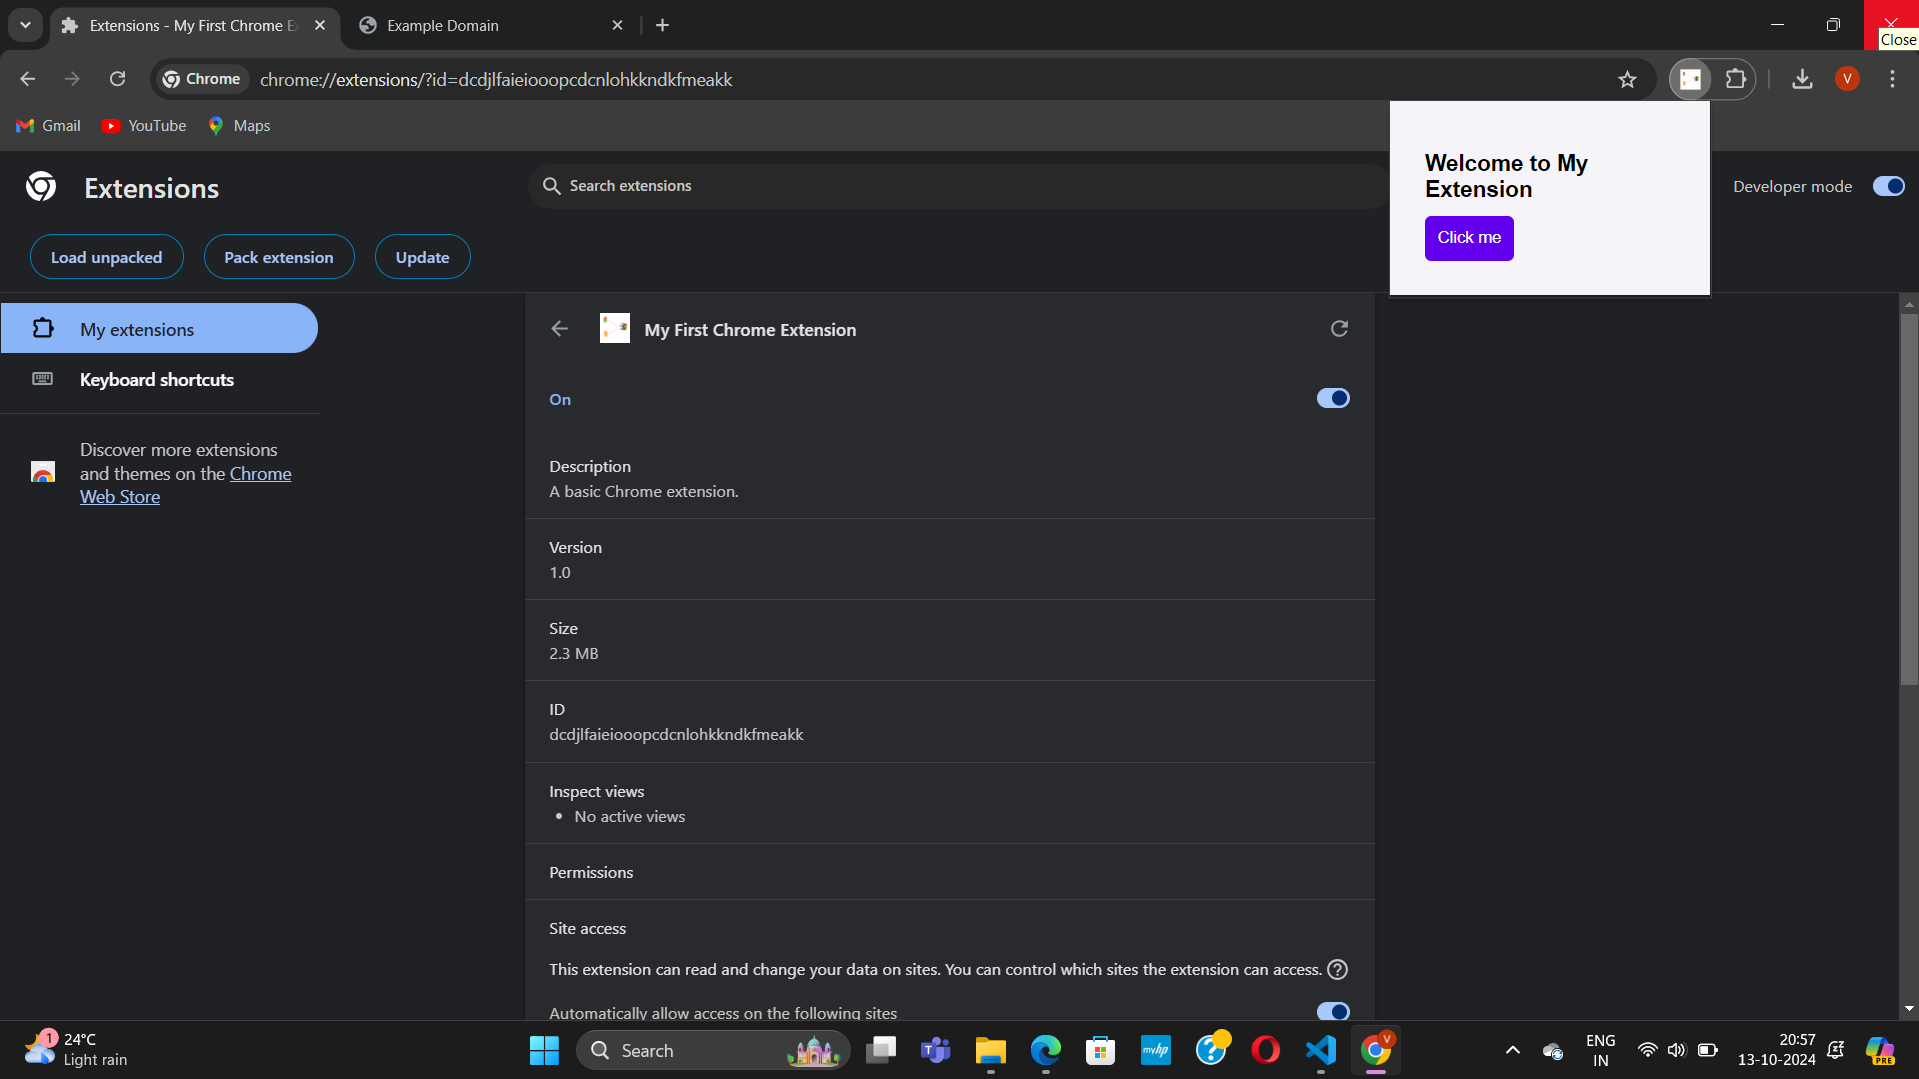 Extensions - My First Chrome E
Example Domain
Close
Chrome
chrome://extensions/?id=dcdjlfaieiooopcdcnlohkkndkfmeakk
V
Gmail
YouTube
Maps
Extensions
Search extensions
Welcome to My
Extension
Click me
Developer mode
Load unpacked
Pack extension
Update
My extensions
Keyboard shortcuts
Discover more extensions
and themes on the Chrome
Web Store
My First Chrome Extension
On
Description
A basic Chrome extension.
Version
1.0
Size
2.3 MB
ID
dcdjlfaieiooopcdcnlohkkndkfmeakk
Inspect views
• No active views
Permissions
Site access
This extension can read and change your data on sites. You can control which sites the extension can access.
Automatically allow access on the following sites
1
24°C
Light rain
Search
T
myhp
?
V
ENG
IN
20:57
13-10-2024
PRE